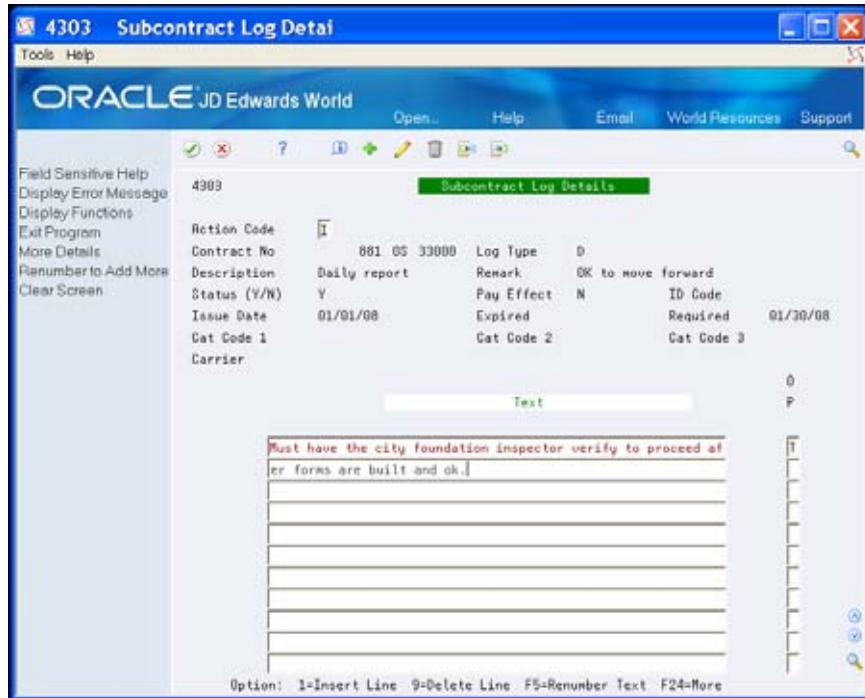 4303 Subcontract Log Detai
Tools Help
ORACLE JD Edwards World
Open... Help Email World Resources Support
?
Field Sensitive Help
Display Error Message
Display Functions
Exit Program
More Details
Renumber to Add More
Clear Screen
4303 Subcontract Log Details
Action Code I
Contract No 881 OS 33000 Log Type D
Description Daily report Remark OK to move forward
Status (Y/N) Y Pay Effect N ID Code
Issue Date 01/01/08 Expired Required 01/30/08
Cat Code 1 Cat Code 2 Cat Code 3
Carrier
O
Text P
Must have the city foundation inspector verify to proceed af T
er forms are built and ok.
Option: 1=Insert Line 9=Delete Line F5=Renumber Text F24=More